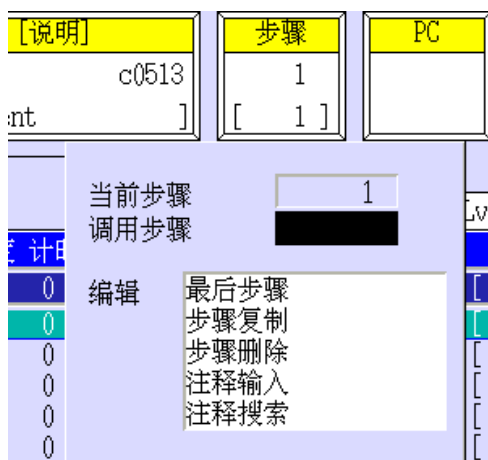 [说明] 步骤 PC
c0513 1
ent ] [ 1 ]
当前步骤 1
调用步骤
Lv
计时
编辑 最后步骤
0 [
步骤复制
0 [
步骤删除
0 [
注释输入
0 [
注释搜索
0 [
0 [